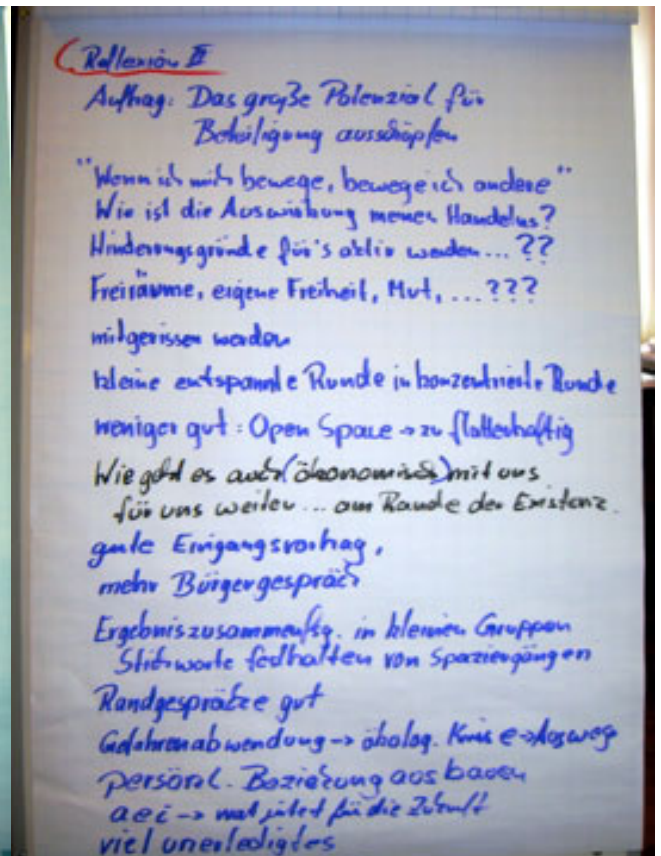 Reflexion III
Auftrag: Das große Potenzial für
Beteiligung ausschöpfen
"Wenn ich mich bewege, bewege ich andere"
Wie ist die Auswirkung meines Handelns?
Hinderungsgründe für's aktiv werden...??
Freiräume, eigene Freiheit, Mut,...???
mitgerissen werden
kleine entspannte Runde in konzentrierte Runde
weniger gut: Open Space → zu flatterhaftig
Wie geht es auch (ökonomisch) mit uns
für uns weiter... am Rande der Existenz.
gute Eingangsvortrag,
mehr Bürgergespräch
Ergebniszusammenfsg. in kleinen Gruppen
Stichworte festhalten von Spaziergängen
Randgespräche gut
Gefahrenabwendung → ökolog. Krise → Ausweg
persönl. Beziehung ausbauen
für die Zukunft
viel unerledigtes